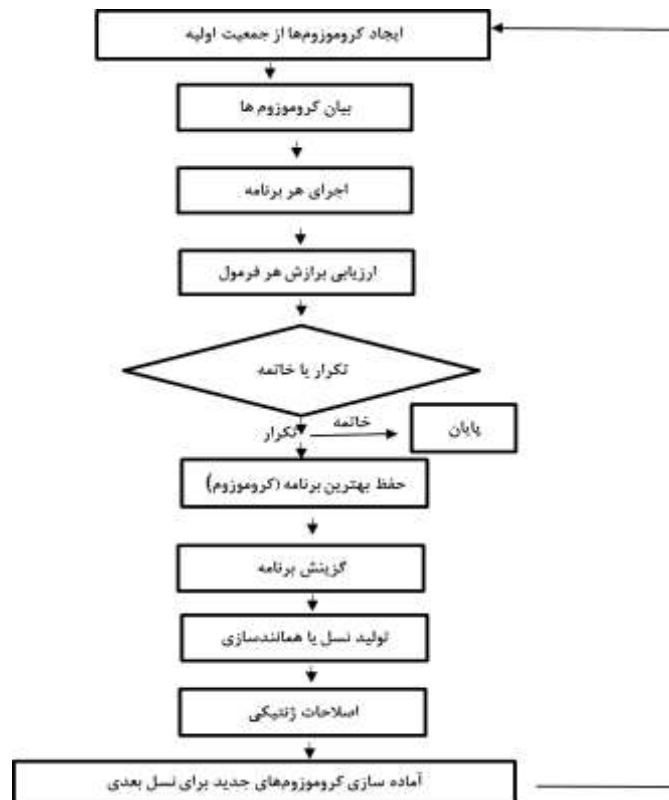 ایجاد کروموزوم‌ها از جمعیت اولیه
بیان کروموزوم ها
اجرای هر برنامه
ارزیابی برازش هر فرمول
تکرار یا خاتمه
خاتمه
پایان
تکرار
حفظ بهترین برنامه (کروموزوم)
گزینش برنامه
تولید نسل یا همانندسازی
اصلاحات ژنتیکی
آماده سازی کروموزوم‌های جدید برای نسل بعدی